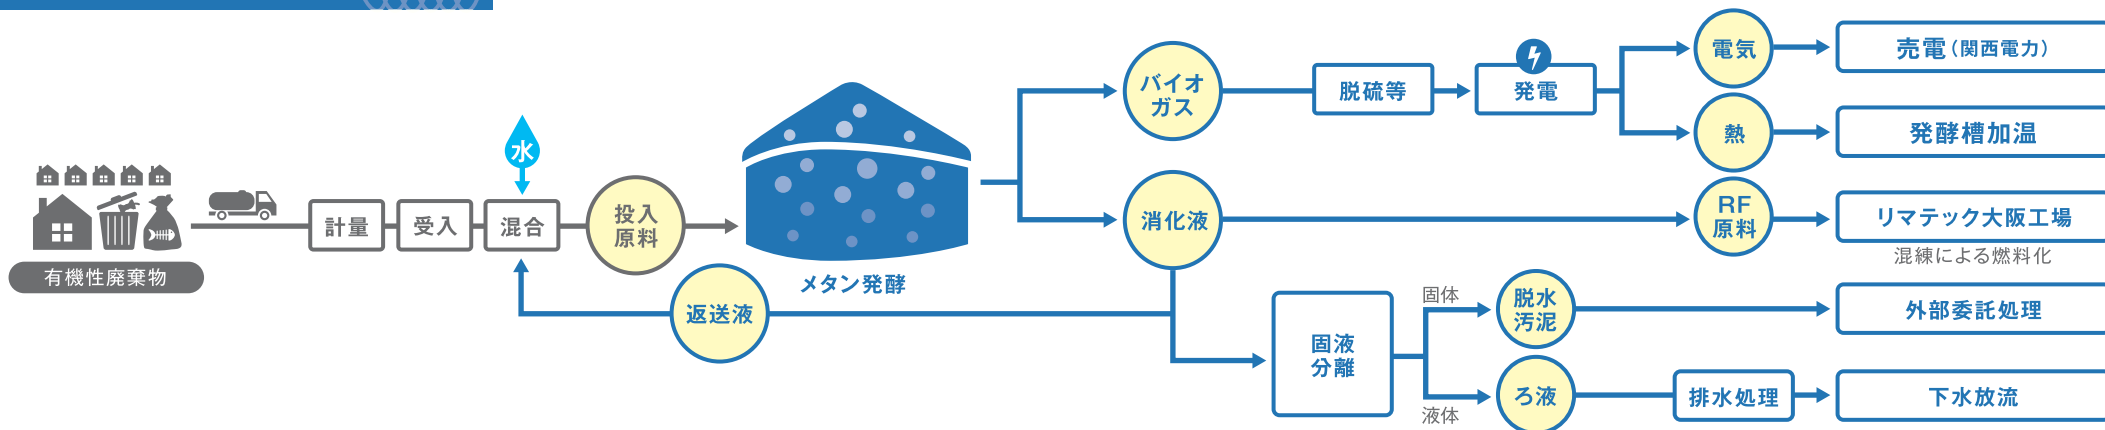 有機性廃棄物
計量
受入
水
混合
投入
原料
メタン発酵
返送液
バイオ
ガス
脱硫等
発電
電気
売電（関西電力）
熱
発酵槽加温
消化液
RF
原料
リマテック大阪工場
混練による燃料化
固液
分離
固体
脱水
汚泥
外部委託処理
液体
ろ液
排水処理
下水放流